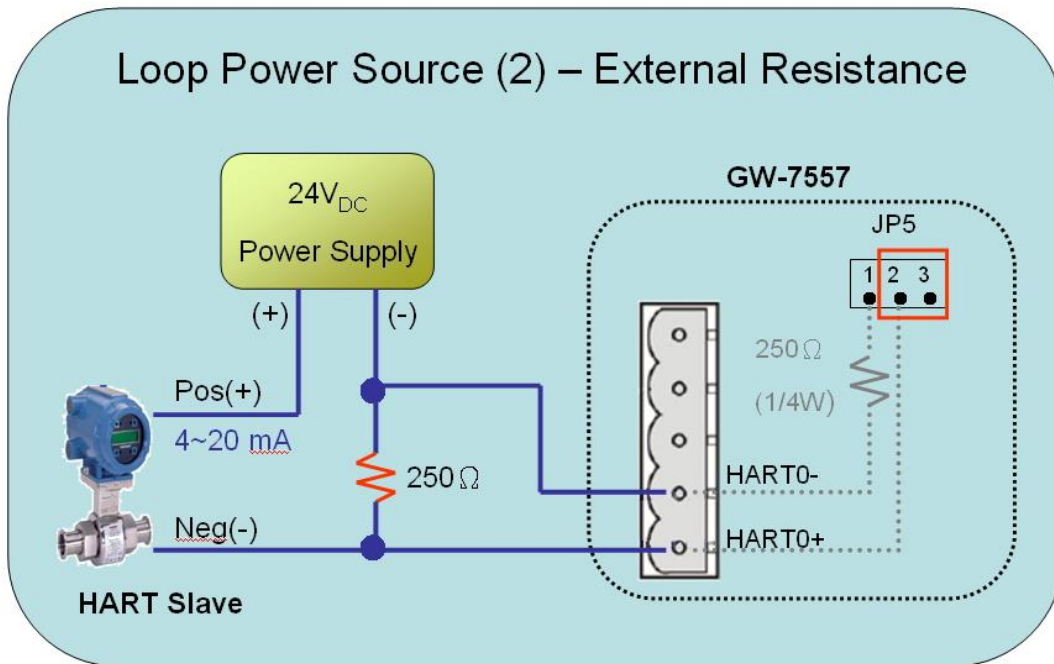 Loop Power Source (2) – External Resistance
24VDC
Power Supply
(+)
(-)
GW-7557
JP5
1 2 3
Pos(+)
4~20 mA
250Ω
(1/4W)
250Ω
HART0-
Neg(-)
HART0+
HART Slave